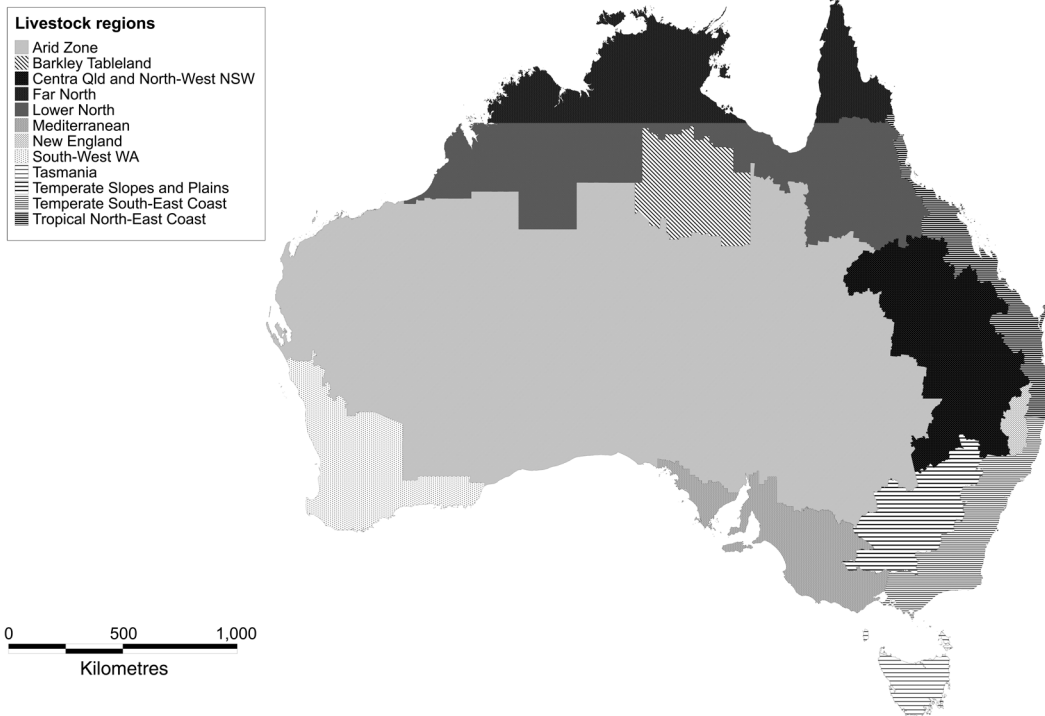 Livestock regions
Arid Zone
Barkley Tableland
Centra Qld and North-West NSW
Far North
Lower North
Mediterranean
New England
South-West WA
Tasmania
Temperate Slopes and Plains
Temperate South-East Coast
Tropical North-East Coast
0 500 1,000
Kilometres